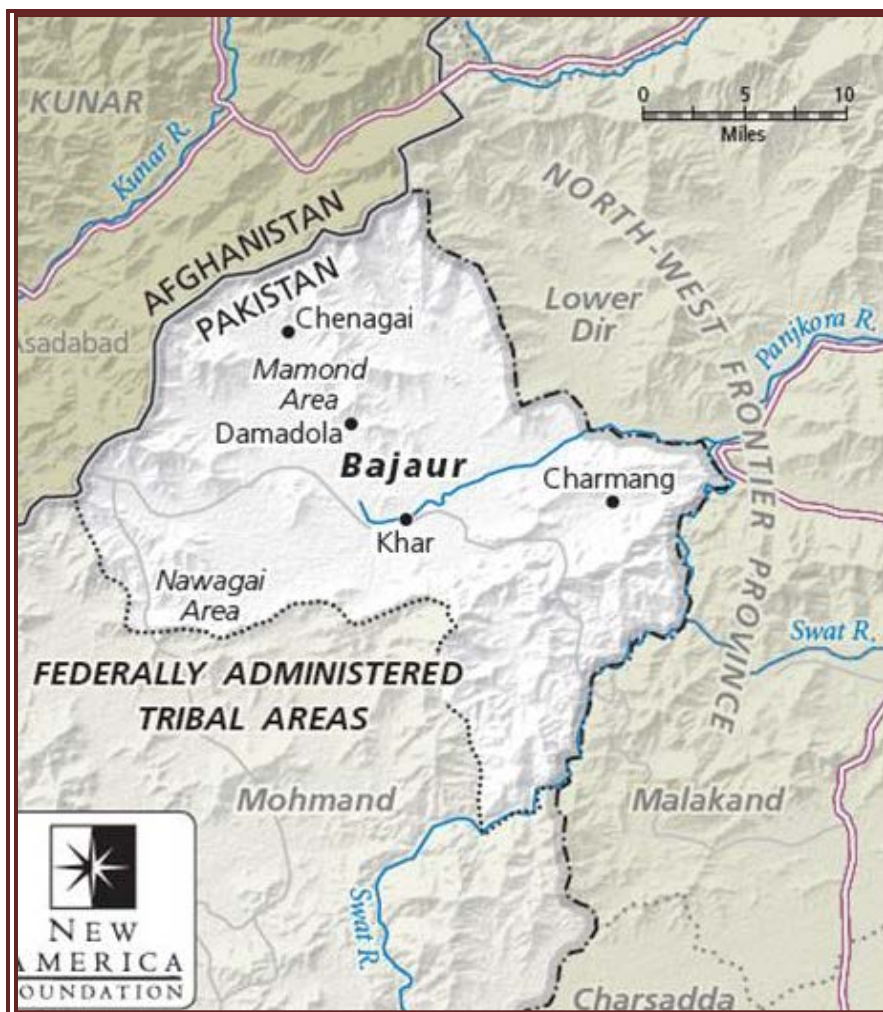 KUNAR
Kunar R.
0 5 10
Miles
AFGHANISTAN
PAKISTAN
NORTH-WEST FRONTIER PROVINCE
Lower
Dir
Panjkora R.
Asadabad
Chenagai
Mamond
Area
Damadola
Bajaur
Charmang
Khar
Nawagai
Area
Swat R.
FEDERALLY ADMINISTERED
TRIBAL AREAS
Mohmand
Malakand
Swat R.
Charsadda
NEW
AMERICA
FOUNDATION